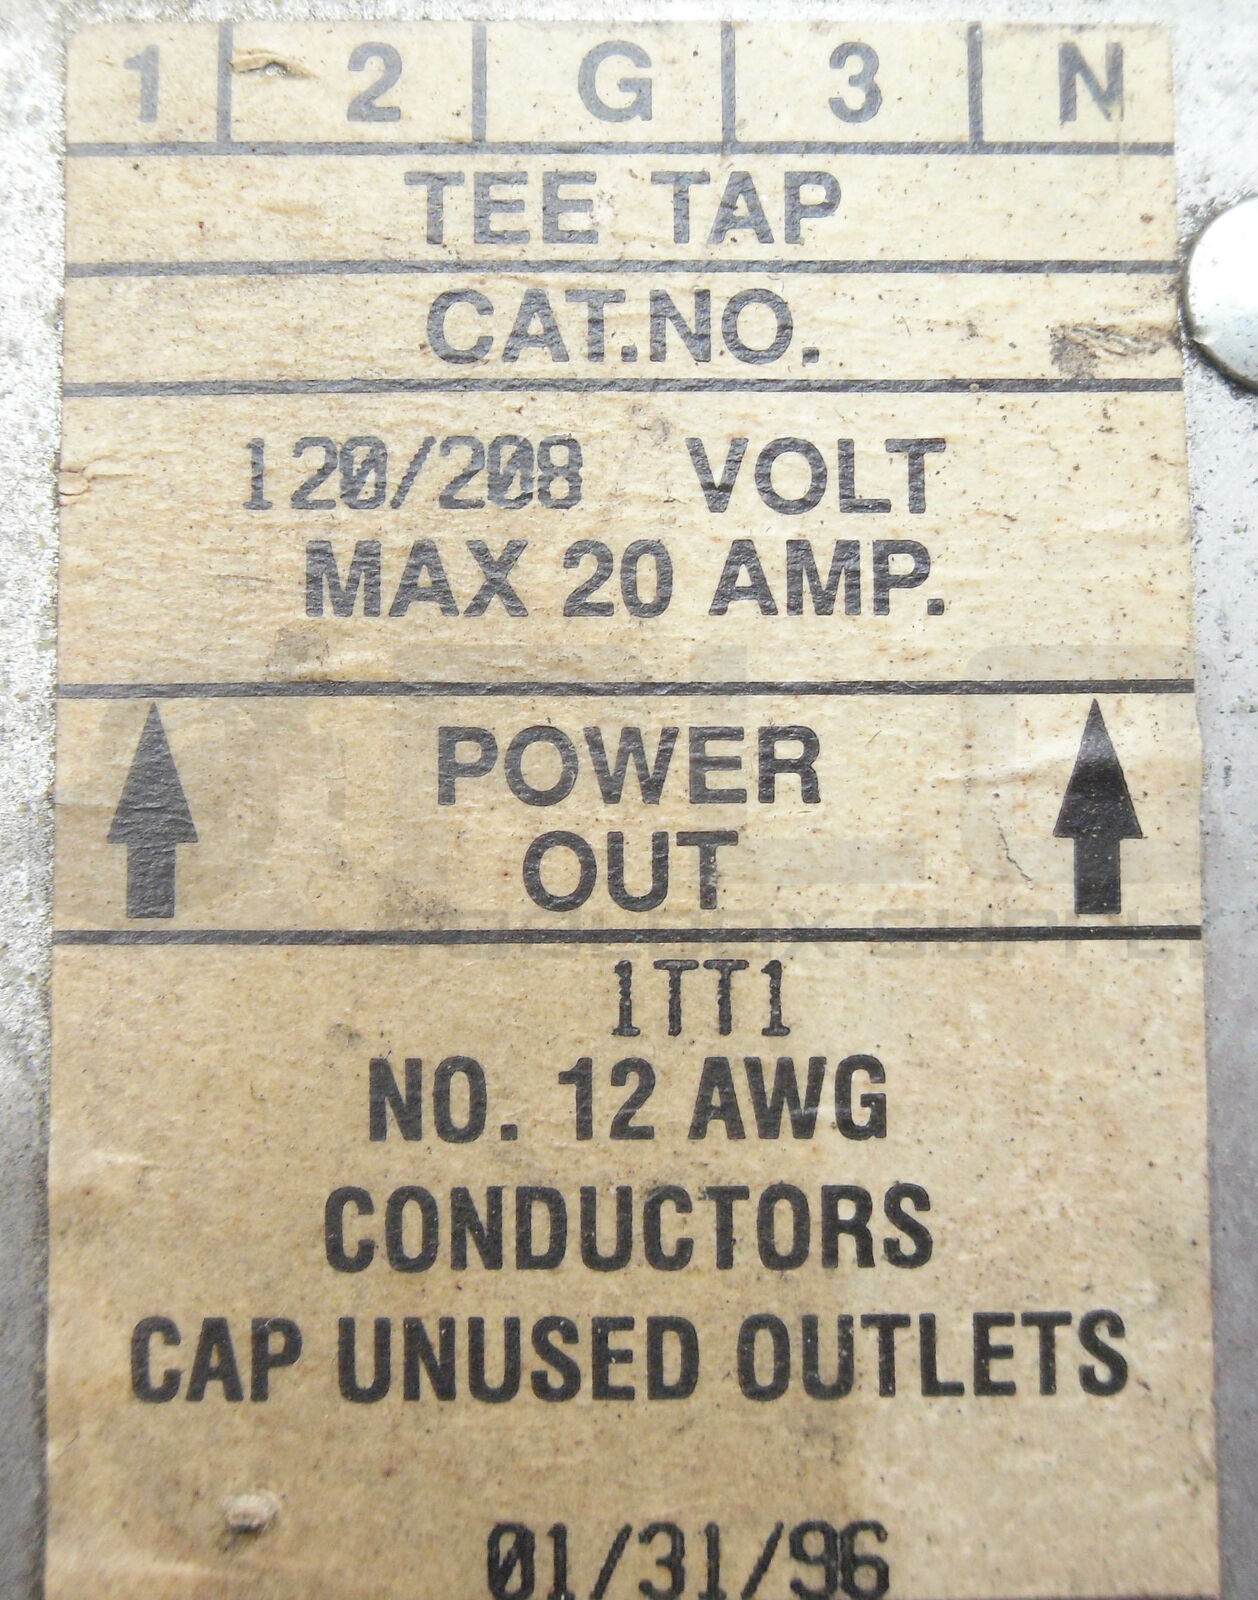 1 2 G 3 N
TEE TAP
CAT.NO.
120/208 VOLT
MAX 20 AMP.
POWER
OUT
1TT1
NO. 12 AWG
CONDUCTORS
CAP UNUSED OUTLETS
01/31/96